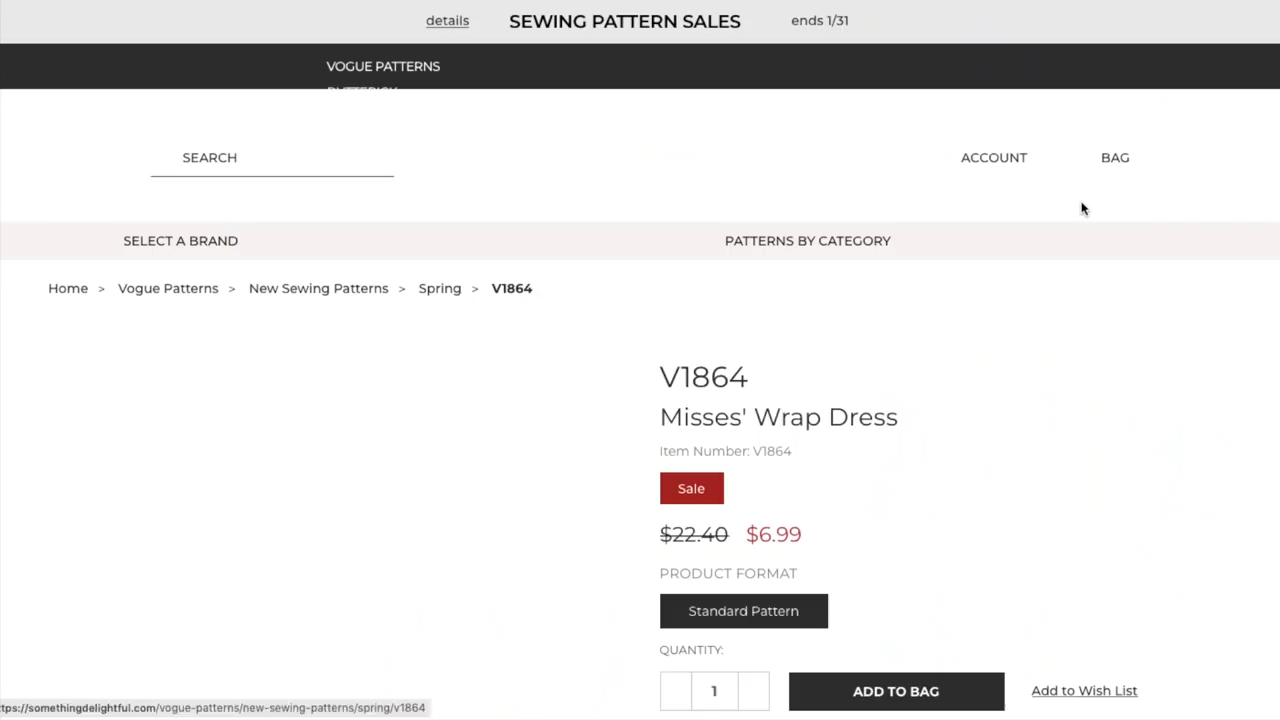 details SEWING PATTERN SALES ends 1/31
VOGUE PATTERNS
BUTTERICK
SEARCH ACCOUNT BAG
SELECT A BRAND PATTERNS BY CATEGORY
Home > Vogue Patterns > New Sewing Patterns > Spring > V1864
V1864
Misses' Wrap Dress
Item Number: V1864
Sale
$22.40 $6.99
PRODUCT FORMAT
Standard Pattern
QUANTITY:
1 ADD TO BAG Add to Wish List
ttps://somethingdelightful.com/vogue-patterns/new-sewing-patterns/spring/v1864